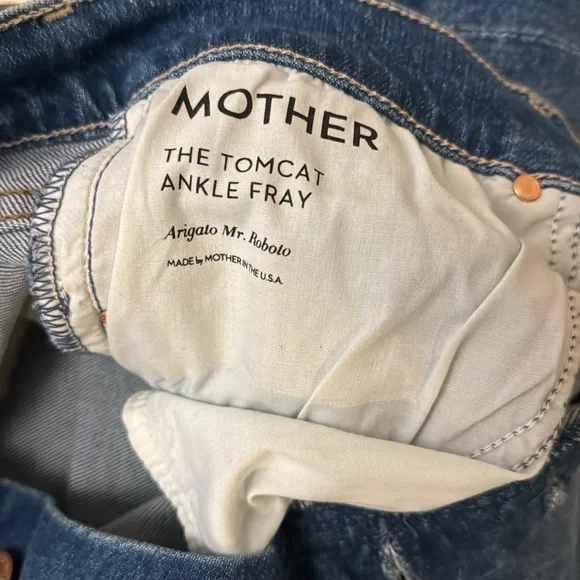 MOTHER
THE TOMCAT
ANKLE FRAY
Arigato Mr. Roboto
MADE by MOTHER IN THE U.S.A.